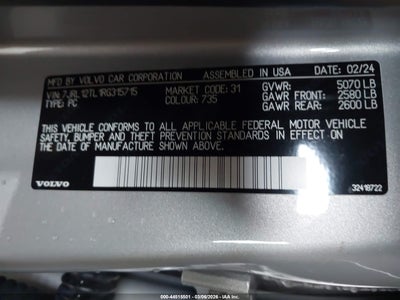 MFD BY VOLVO CAR CORPORATION ASSEMBLED IN USA 02/24
VIN: 7JRL12TL1RG315715 MARKET CODE: 31 GVWR: 5070 LB
TYPE: PC COLOUR: 735 GAWR FRONT: 2580 LB
GAWR REAR: 2600 LB
THIS VEHICLE CONFORMS TO ALL APPLICABLE FEDERAL MOTOR VEHICLE
SAFETY, BUMPER, AND THEFT PREVENTION STANDARDS IN EFFECT ON
THE DATE OF MANUFACTURE SHOWN ABOVE.
VOLVO 32418722
000-44515501 - 03/06/2026 - IAA Inc.